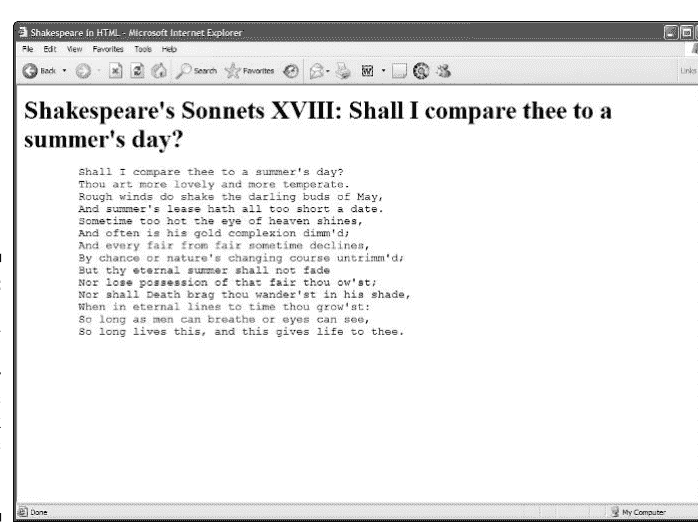 Shakespeare in HTML - Microsoft Internet Explorer
File Edit View Favorites Tools Help
Back Search Favorites Links
Shakespeare's Sonnets XVIII: Shall I compare thee to a
summer's day?
Shall I compare thee to a summer's day?
Thou art more lovely and more temperate.
Rough winds do shake the darling buds of May,
And summer's lease hath all too short a date.
Sometime too hot the eye of heaven shines,
And often is his gold complexion dimm'd;
And every fair from fair sometime declines,
By chance or nature's changing course untrimm'd;
But thy eternal summer shall not fade
Nor lose possession of that fair thou ow'st;
Nor shall Death brag thou wander'st in his shade,
When in eternal lines to time thou grow'st:
So long as men can breathe or eyes can see,
So long lives this, and this gives life to thee.
Done My Computer